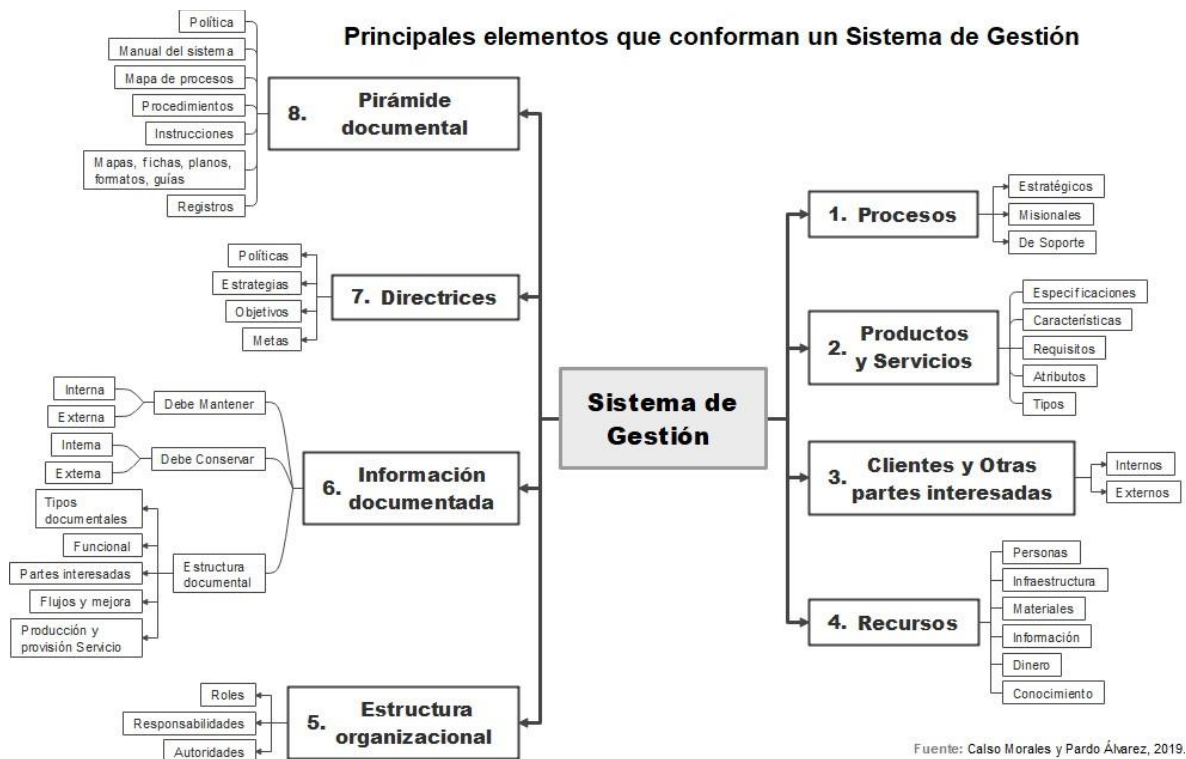 Principales elementos que conforman un Sistema de Gestión
Sistema de
Gestión
1. Procesos
Estratégicos
Misionales
De Soporte
2. Productos
y Servicios
Especificaciones
Características
Requisitos
Atributos
Tipos
3. Clientes y Otras
partes interesadas
Internos
Externos
4. Recursos
Personas
Infraestructura
Materiales
Información
Dinero
Conocimiento
5. Estructura
organizacional
Roles
Responsabilidades
Autoridades
6. Información
documentada
Debe Mantener
Interna
Externa
Debe Conservar
Interna
Externa
Estructura
documental
Tipos
documentales
Funcional
Partes interesadas
Flujos y mejora
Producción y
provisión Servicio
7. Directrices
Políticas
Estrategias
Objetivos
Metas
8. Pirámide
documental
Política
Manual del sistema
Mapa de procesos
Procedimientos
Instrucciones
Mapas, fichas, planos,
formatos, guías
Registros
Fuente: Calso Morales y Pardo Álvarez, 2019.